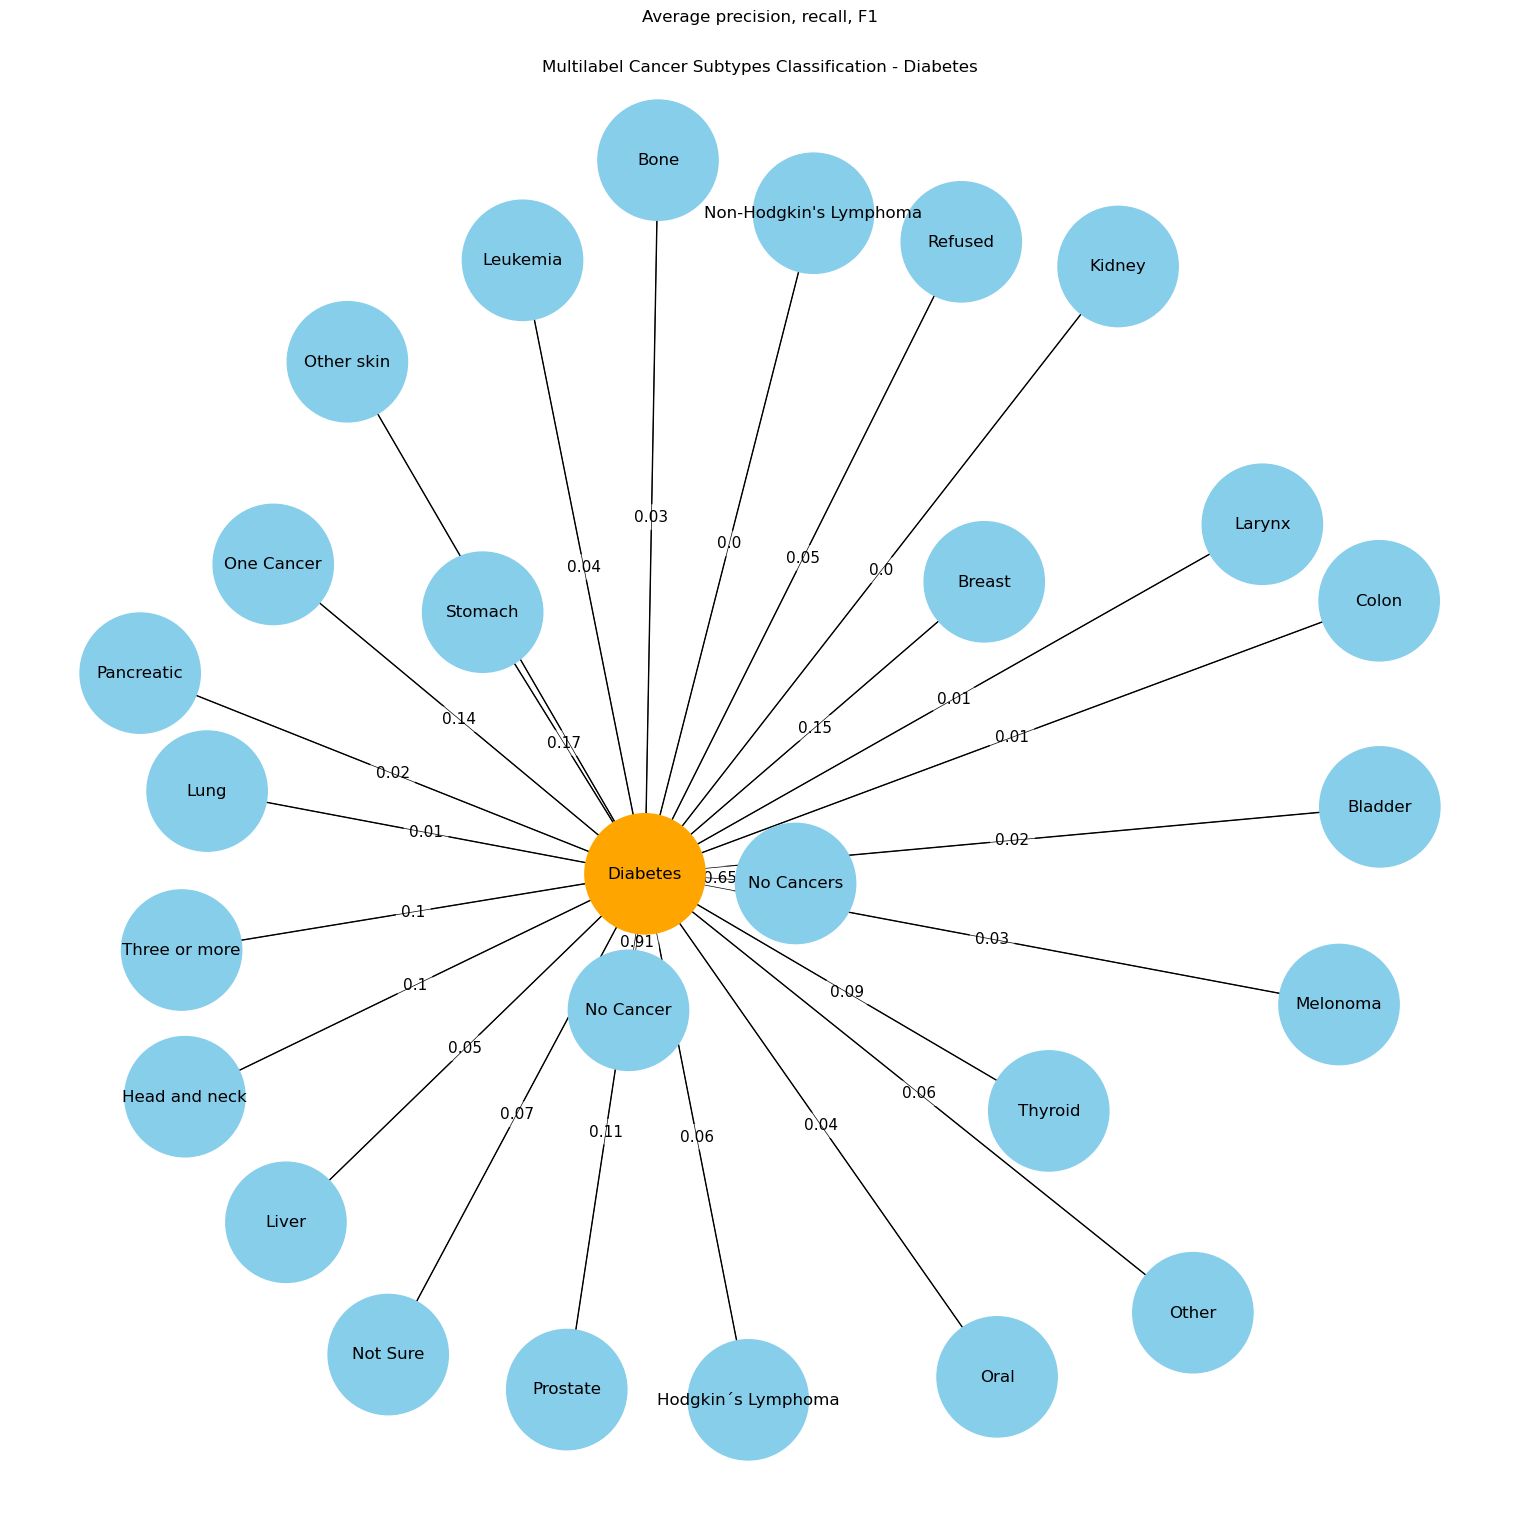 Average precision, recall, F1
Multilabel Cancer Subtypes Classification - Diabetes
Bone
Non-Hodgkin's Lymphoma
Refused
Kidney
Leukemia
Other skin
Larynx
Colon
Breast
One Cancer
Stomach
Pancreatic
Lung
Bladder
Diabetes
No Cancers
Three or more
No Cancer
Melonoma
Head and neck
Thyroid
Liver
Other
Not Sure
Prostate
Hodgkin´s Lymphoma
Oral
0.03
0.0
0.05
0.0
0.04
0.15
0.01
0.01
0.14
0.17
0.02
0.01
0.02
0.65
0.1
0.91
0.03
0.1
0.09
0.05
0.06
0.07
0.11
0.06
0.04